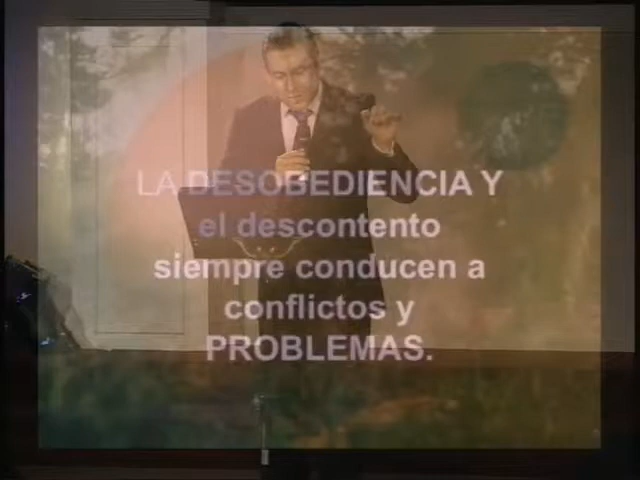 LA DESOBEDIENCIA Y
el descontento
siempre conducen a
conflictos y
PROBLEMAS.